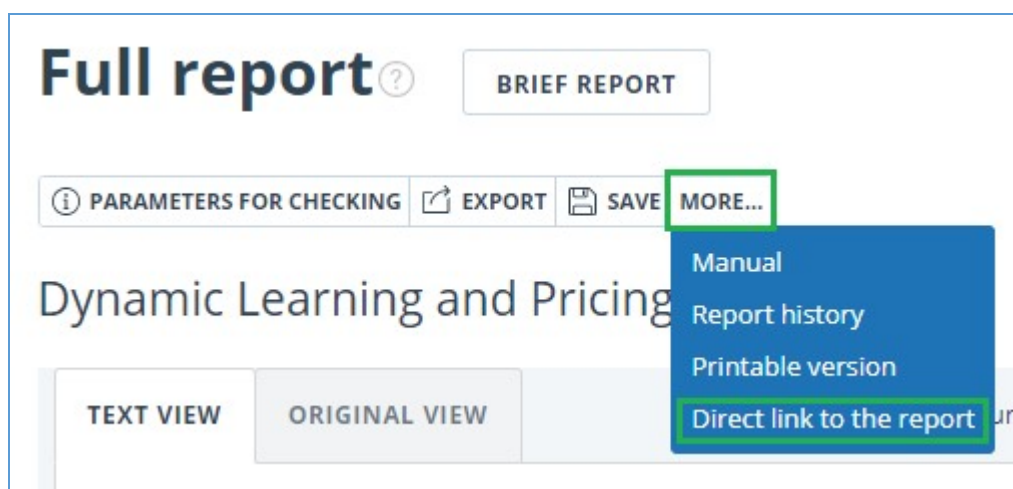 Full report ? BRIEF REPORT
PARAMETERS FOR CHECKING EXPORT SAVE MORE...
Manual
Dynamic Learning and Pricing
Report history
Printable version
TEXT VIEW ORIGINAL VIEW Direct link to the report